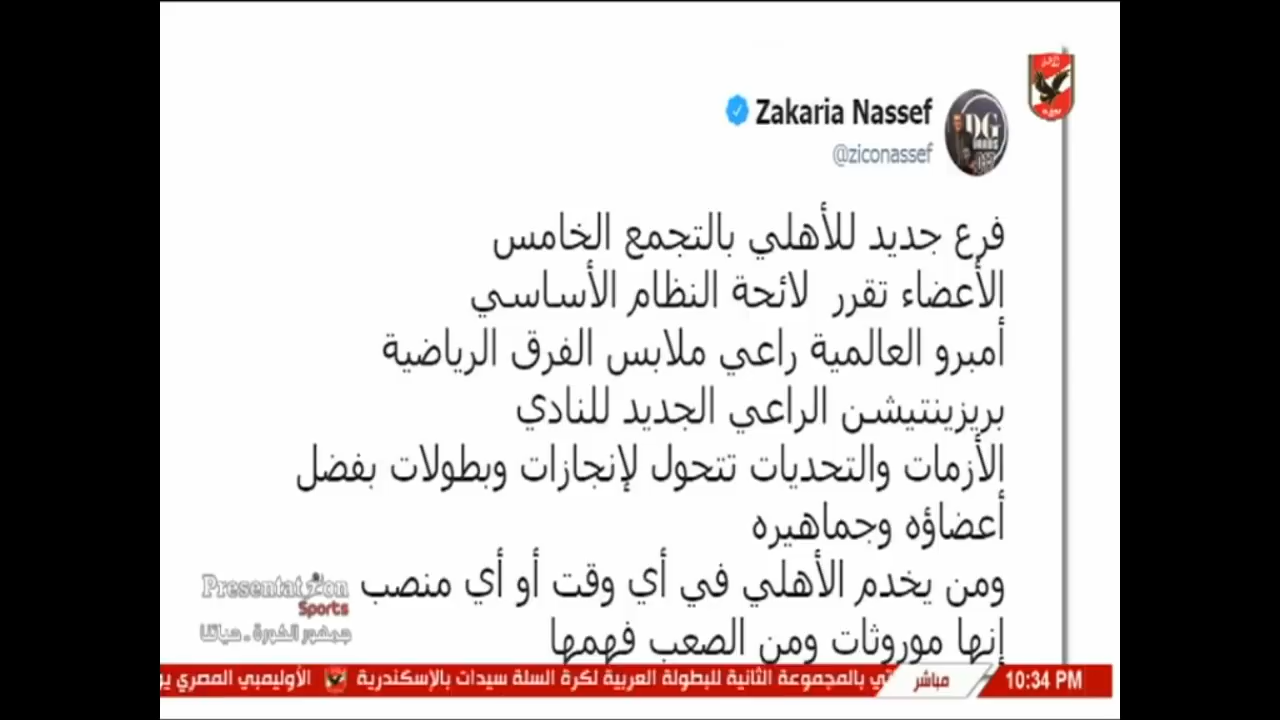 Zakaria Nassef
@ziconassef
فرع جديد للأهلي بالتجمع الخامس
الأعضاء تقرر لائحة النظام الأساسي
أمبرو العالمية راعي ملابس الفرق الرياضية
بريزينتيشن الراعي الجديد للنادي
الأزمات والتحديات تتحول لإنجازات وبطولات بفضل
أعضاؤه وجماهيره
ومن يخدم الأهلي في أي وقت أو أي منصب
إنها موروثات ومن الصعب فهمها
Presentation
Sports
جمهور الكورة .. حياتنا
10:34 PM
مباشر
بالمجموعة الثانية للبطولة العربية لكرة السلة سيدات بالإسكندرية
الأوليمبي المصري